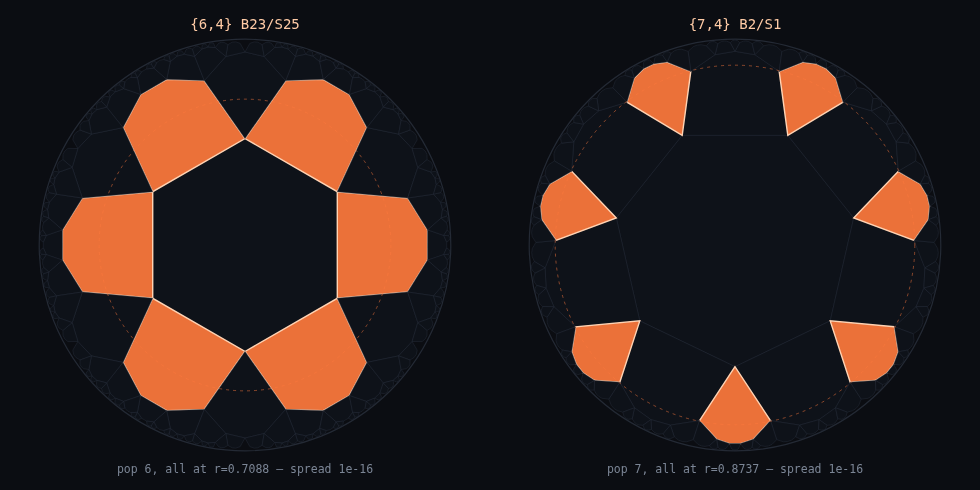 {6,4} B23/S25
{7,4} B2/S1
pop 6, all at r=0.7088 — spread 1e-16
pop 7, all at r=0.8737 — spread 1e-16